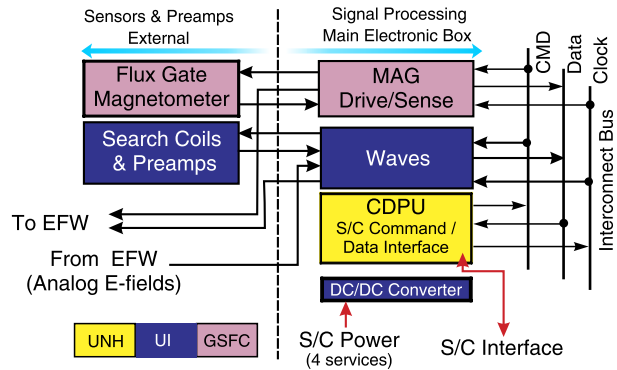 Sensors & Preamps
External
Signal Processing
Main Electronic Box
CMD
Data
Clock
Interconnect Bus
Flux Gate
Magnetometer
MAG
Drive/Sense
Search Coils
& Preamps
Waves
CDPU
S/C Command /
Data Interface
To EFW
From EFW
(Analog E-fields)
DC/DC Converter
S/C Power
(4 services)
S/C Interface
UNH
UI
GSFC